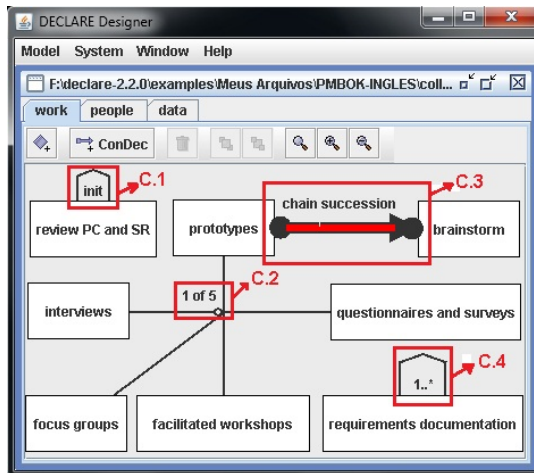 DECLARE Designer
Model System Window Help
F:\declare-2.2.0\examples\Meus Arquivos\PMBOK-INGLES\coll...
work people data
ConDec
init
C.1
C.3
chain succession
review PC and SR
prototypes
brainstorm
C.2
1 of 5
interviews
questionnaires and surveys
C.4
1..*
focus groups
facilitated workshops
requirements documentation